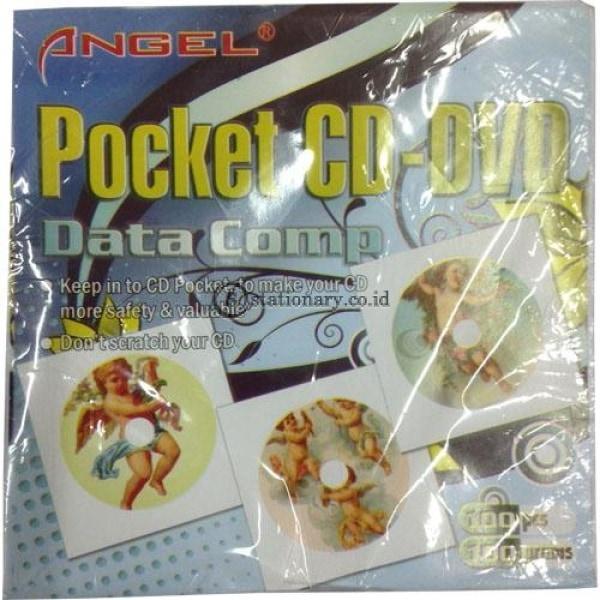 ANGEL®
Pocket CD-DVD
Data Comp
Keep in to CD Pocket, to make your CD
more safety & valuable
stationary.co.id
Don't scratch your CD
100 pcs